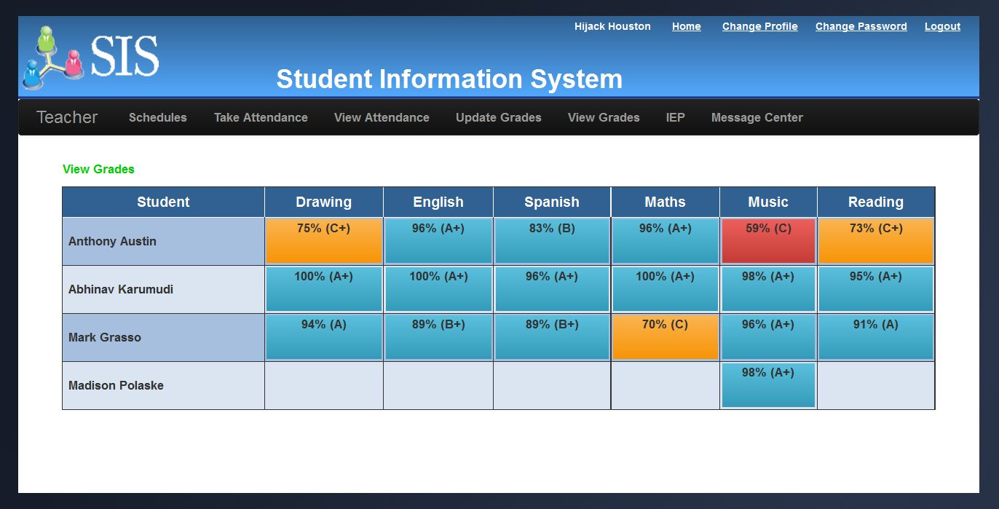 Hijack Houston Home Change Profile Change Password Logout
SIS
Student Information System
Teacher Schedules Take Attendance View Attendance Update Grades View Grades IEP Message Center
View Grades
Student Drawing English Spanish Maths Music Reading
Anthony Austin 75% (C+) 96% (A+) 83% (B) 96% (A+) 59% (C) 73% (C+)
Abhinav Karumudi 100% (A+) 100% (A+) 96% (A+) 100% (A+) 98% (A+) 95% (A+)
Mark Grasso 94% (A) 89% (B+) 89% (B+) 70% (C) 96% (A+) 91% (A)
Madison Polaske 98% (A+)